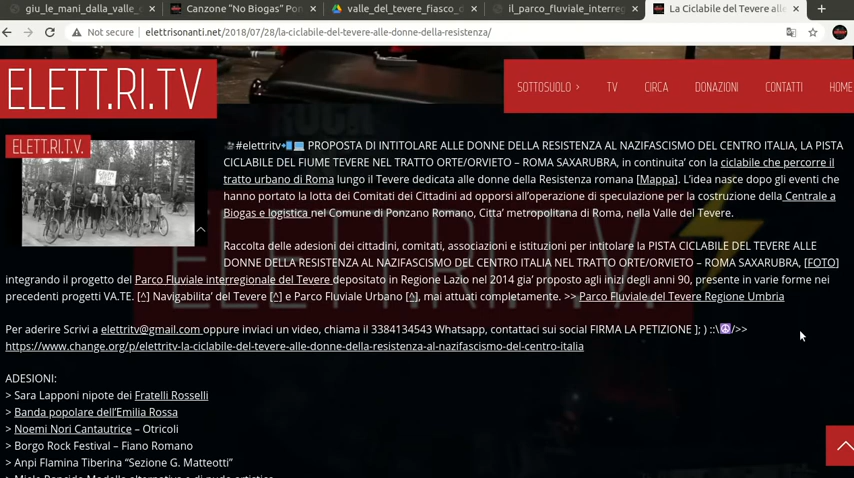 giu_le_mani_dalla_valle_d
Canzone “No Biogas” Pon
valle_del_tevere_fiasco_d
il_parco_fluviale_interreg
La Ciclabile del Tevere alle
Not secure | elettrisonanti.net/2018/07/28/la-ciclabile-del-tevere-alle-donne-della-resistenza/
ELETT.RI.TV
SOTTOSUOLO TV CIRCA DONAZIONI CONTATTI HOME
ELETT.RI.T.V.
#elettritv PROPOSTA DI INTITOLARE ALLE DONNE DELLA RESISTENZA AL NAZIFASCISMO DEL CENTRO ITALIA, LA PISTA
CICLABILE DEL FIUME TEVERE NEL TRATTO ORTE/ORVIETO – ROMA SAXARUBRA, in continuita’ con la ciclabile che percorre il
tratto urbano di Roma lungo il Tevere dedicata alle donne della Resistenza romana [Mappa]. L’idea nasce dopo gli eventi che
hanno portato la lotta dei Comitati dei Cittadini ad opporsi all’operazione di speculazione per la costruzione della Centrale a
Biogas e logistica nel Comune di Ponzano Romano, Citta’ metropolitana di Roma, nella Valle del Tevere.
Raccolta delle adesioni dei cittadini, comitati, associazioni e istituzioni per intitolare la PISTA CICLABILE DEL TEVERE ALLE
DONNE DELLA RESISTENZA AL NAZIFASCISMO DEL CENTRO ITALIA NEL TRATTO ORTE/ORVIETO – ROMA SAXARUBRA, [FOTO]
integrando il progetto del Parco Fluviale interregionale del Tevere depositato in Regione Lazio nel 2014 gia’ proposto agli inizi degli anni 90, presente in varie forme nei
precedenti progetti VA.TE. [^] Navigabilita’ del Tevere [^] e Parco Fluviale Urbano [^], mai attuati completamente. >> Parco Fluviale del Tevere Regione Umbria
Per aderire Scrivi a elettritv@gmail.com oppure inviaci un video, chiama il 3384134543 Whatsapp, contattaci sui social FIRMA LA PETIZIONE ]; ) ::\☮/>>
https://www.change.org/p/elettritv-la-ciclabile-del-tevere-alle-donne-della-resistenza-al-nazifascismo-del-centro-italia
ADESIONI:
> Sara Lapponi nipote dei Fratelli Rosselli
> Banda popolare dell’Emilia Rossa
> Noemi Nori Cantautrice – Otricoli
> Borgo Rock Festival – Fiano Romano
> Anpi Flamina Tiberina “Sezione G. Matteotti”